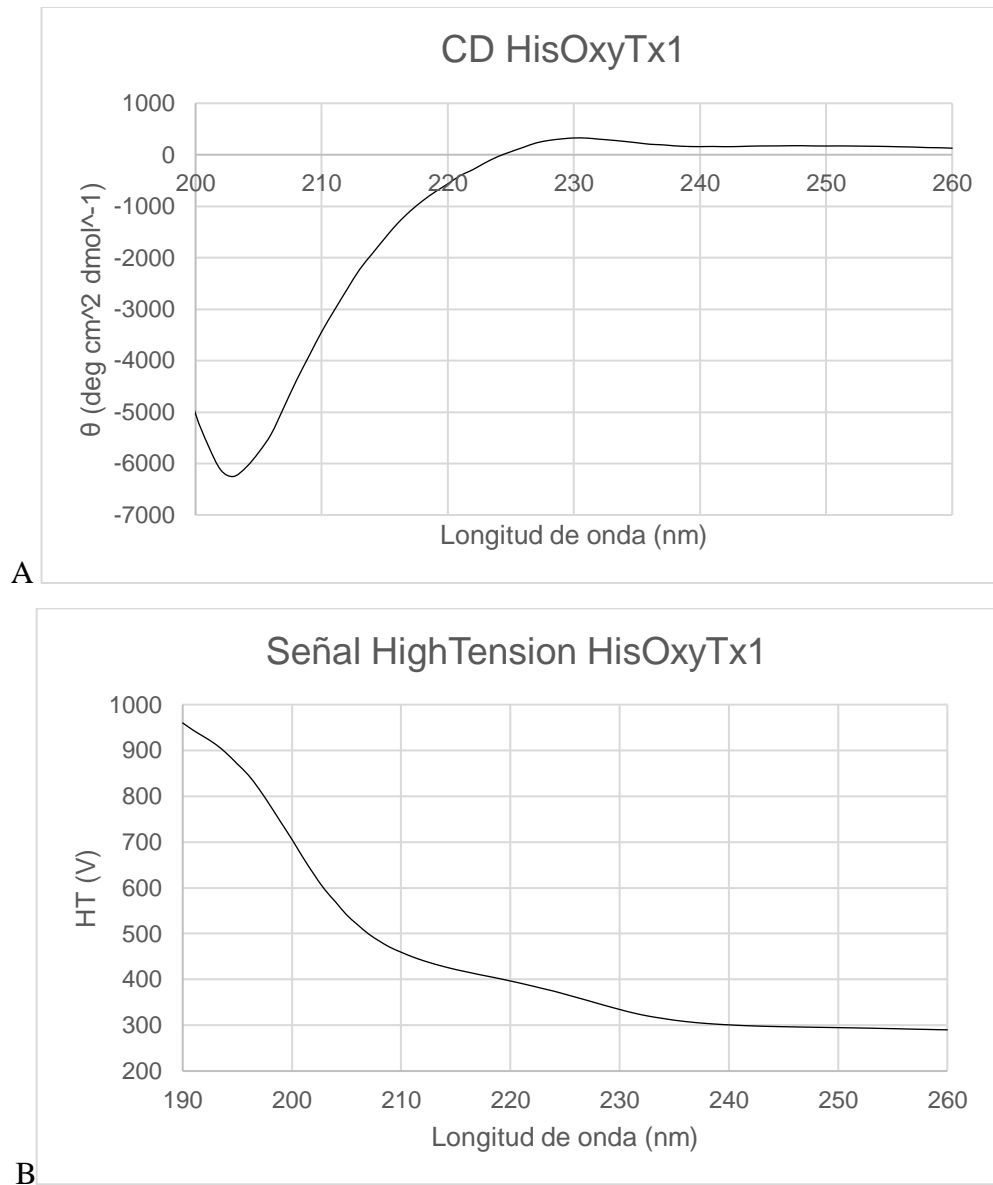 CD HisOxyTx1
1000
0
-1000
-2000
-3000
-4000
-5000
-6000
-7000
200 210 220 230 240 250 260
θ (deg cm^2 dmol^-1)
Longitud de onda (nm)
A
Señal HighTension HisOxyTx1
1000
900
800
700
600
500
400
300
200
190 200 210 220 230 240 250 260
HT (V)
Longitud de onda (nm)
B